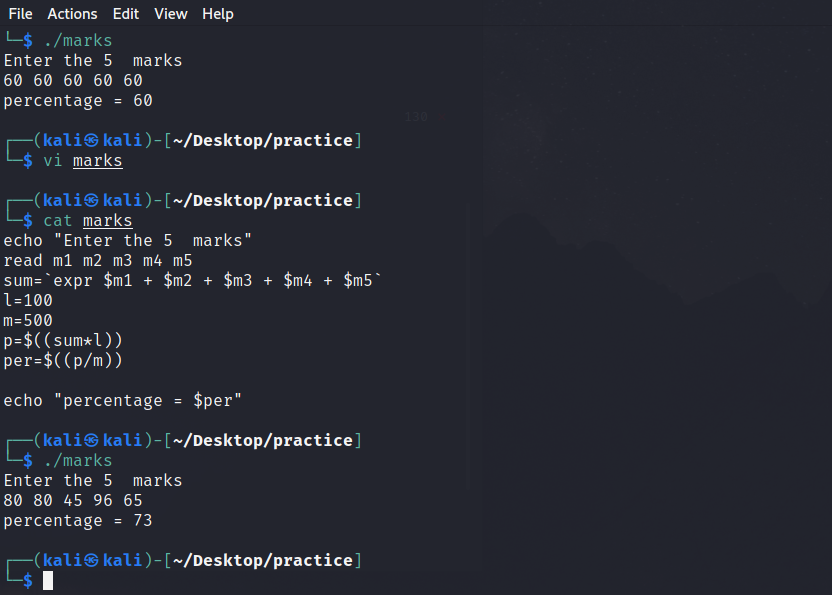 File Actions Edit View Help
└─$ ./marks
Enter the 5  marks
60 60 60 60 60
percentage = 60
┌──(kali㉿kali)-[~/Desktop/practice]
└─$ vi marks
┌──(kali㉿kali)-[~/Desktop/practice]
└─$ cat marks
echo "Enter the 5  marks"
read m1 m2 m3 m4 m5
sum=`expr $m1 + $m2 + $m3 + $m4 + $m5`
l=100
m=500
p=$((sum*l))
per=$((p/m))
echo "percentage = $per"
┌──(kali㉿kali)-[~/Desktop/practice]
└─$ ./marks
Enter the 5  marks
80 80 45 96 65
percentage = 73
┌──(kali㉿kali)-[~/Desktop/practice]
└─$